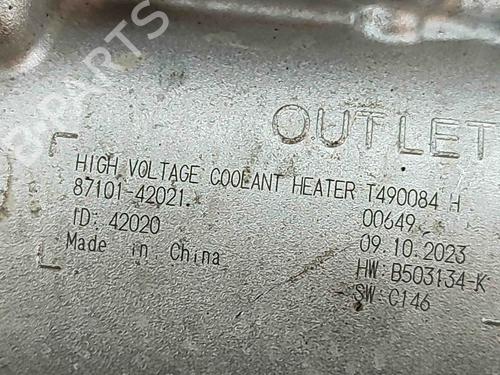 B-PARTS
OUTLET
HIGH VOLTAGE COOLANT HEATER T490084 H
87101-42021. 00649
ID: 42020 09.10.2023
Made in China HW: B503134-K
SW: C146